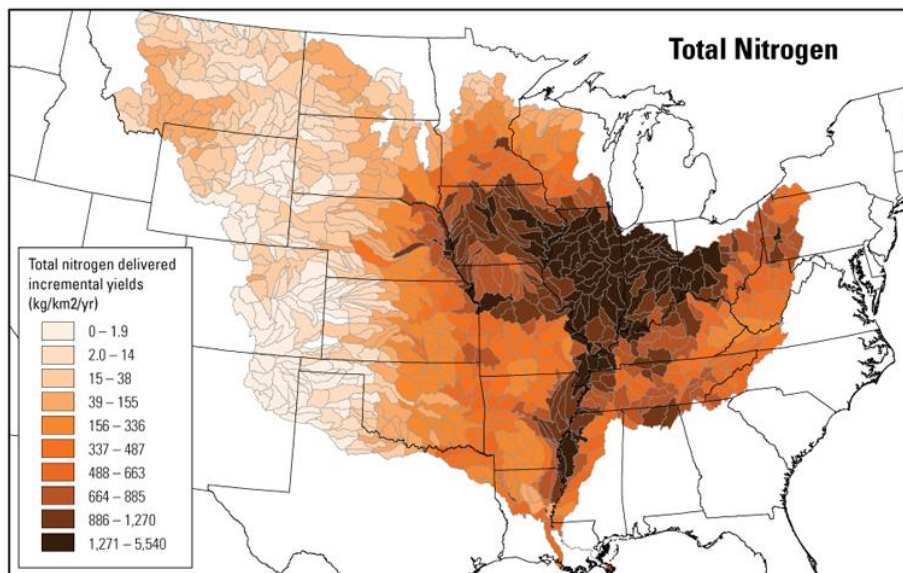 Total Nitrogen
Total nitrogen delivered
incremental yields
(kg/km2/yr)
0 – 1.9
2.0 – 14
15 – 38
39 – 155
156 – 336
337 – 487
488 – 663
664 – 885
886 – 1,270
1,271 – 5,540